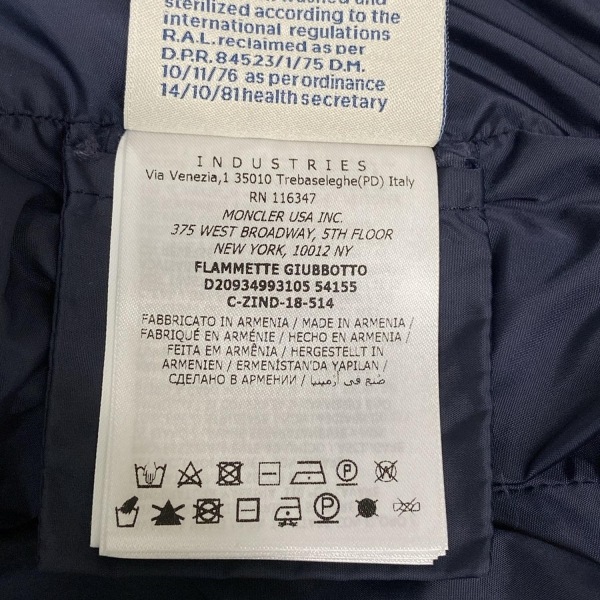 sterilized according to the
international regulations
R.A.L. reclaimed as per
D.P.R. 84523/1/75 D.M.
10/11/76 as per ordinance
14/10/81 health secretary
INDUSTRIES
Via Venezia,1 35010 Trebaseleghe(PD) Italy
RN 116347
MONCLER USA INC.
375 WEST BROADWAY, 5TH FLOOR
NEW YORK, 10012 NY
FLAMMETTE GIUBBOTTO
D20934993105 54155
C-ZIND-18-514
FABBRICATO IN ARMENIA / MADE IN ARMENIA /
FABRIQUÉ EN ARMÉNIE / HECHO EN ARMENIA /
FEITA EM ARMÊNIA / HERGESTELLT IN
ARMENIEN / ERMENİSTAN'DA YAPILAN /
СДЕЛАНО В АРМЕНИИ / صُنع في أرمينيا
P W
P